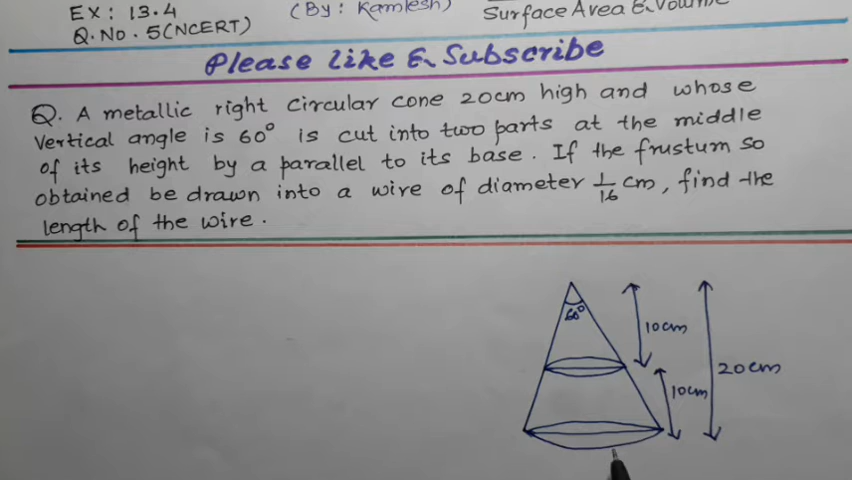 EX: 13.4
(By: Kamlesh)
Surface Area & Volume
Q. No. 5(NCERT)
Please like & Subscribe
Q. A metallic right circular cone 20cm high and whose
Vertical angle is 60° is cut into two parts at the middle
of its height by a parallel to its base. If the frustum so
obtained be drawn into a wire of diameter 1/16 cm, find the
length of the wire.
60°
10cm
20cm
10cm